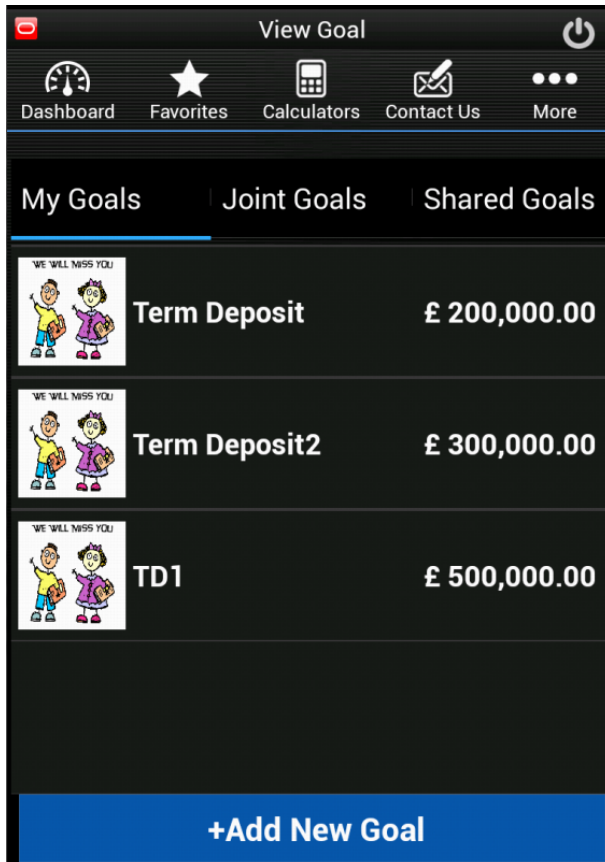 View Goal
Dashboard Favorites Calculators Contact Us More
My Goals Joint Goals Shared Goals
WE WILL MISS YOU
Term Deposit £ 200,000.00
WE WILL MISS YOU
Term Deposit2 £ 300,000.00
WE WILL MISS YOU
TD1 £ 500,000.00
+Add New Goal